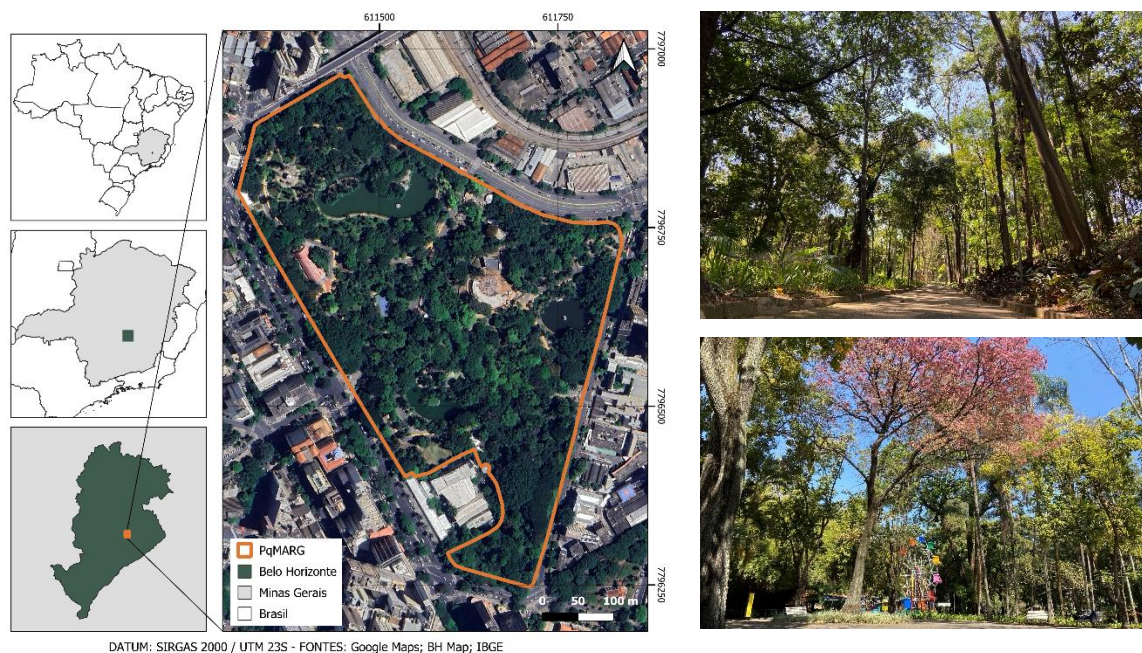 611500
611750
7797000
7796750
7796500
7796250
PqMARG
Belo Horizonte
Minas Gerais
Brasil
0 50 100 m
DATUM: SIRGAS 2000 / UTM 23S - FONTES: Google Maps; BH Map; IBGE